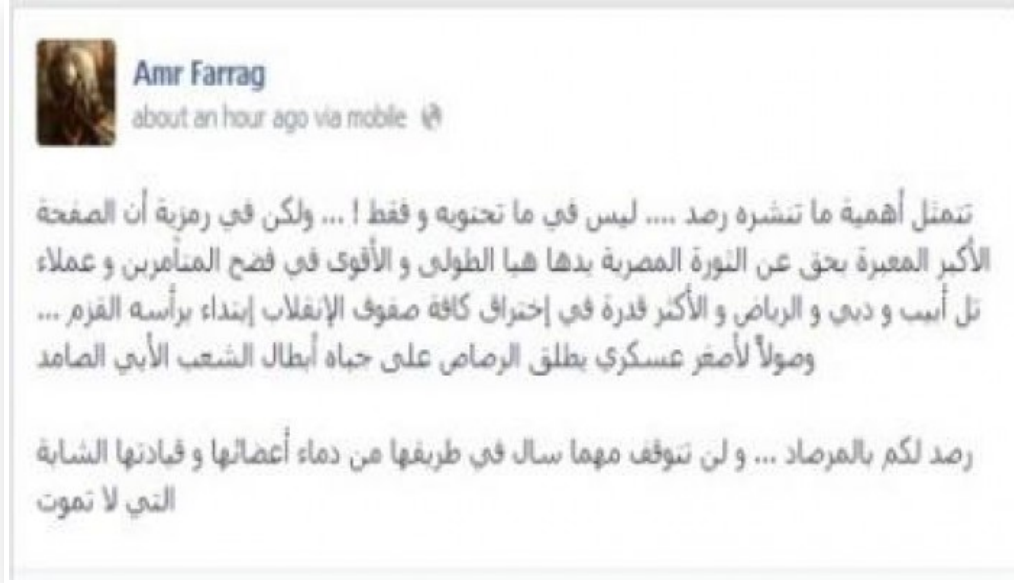 Amr Farrag
about an hour ago via mobile
تتمثل أهمية ما تنشره رصد .... ليس في ما تحتويه و فقط ! ... ولكن في رمزية أن الصفحة
الأكبر المعبرة بحق عن الثورة المصرية يدها هيا الطولى و الأقوى في فضح المتأمرين و عملاء
تل أبيب و دبي و الرياض و الأكثر قدرة في إختراق كافة صفوف الإنقلاب إبتداء برأسه القزم ...
وصولاً لأصغر عسكري يطلق الرصاص على جباه أبطال الشعب الأبي الصامد
رصد لكم بالمرصاد ... و لن تتوقف مهما سال في طريقها من دماء أعضائها و قيادتها الشابة
التي لا تموت